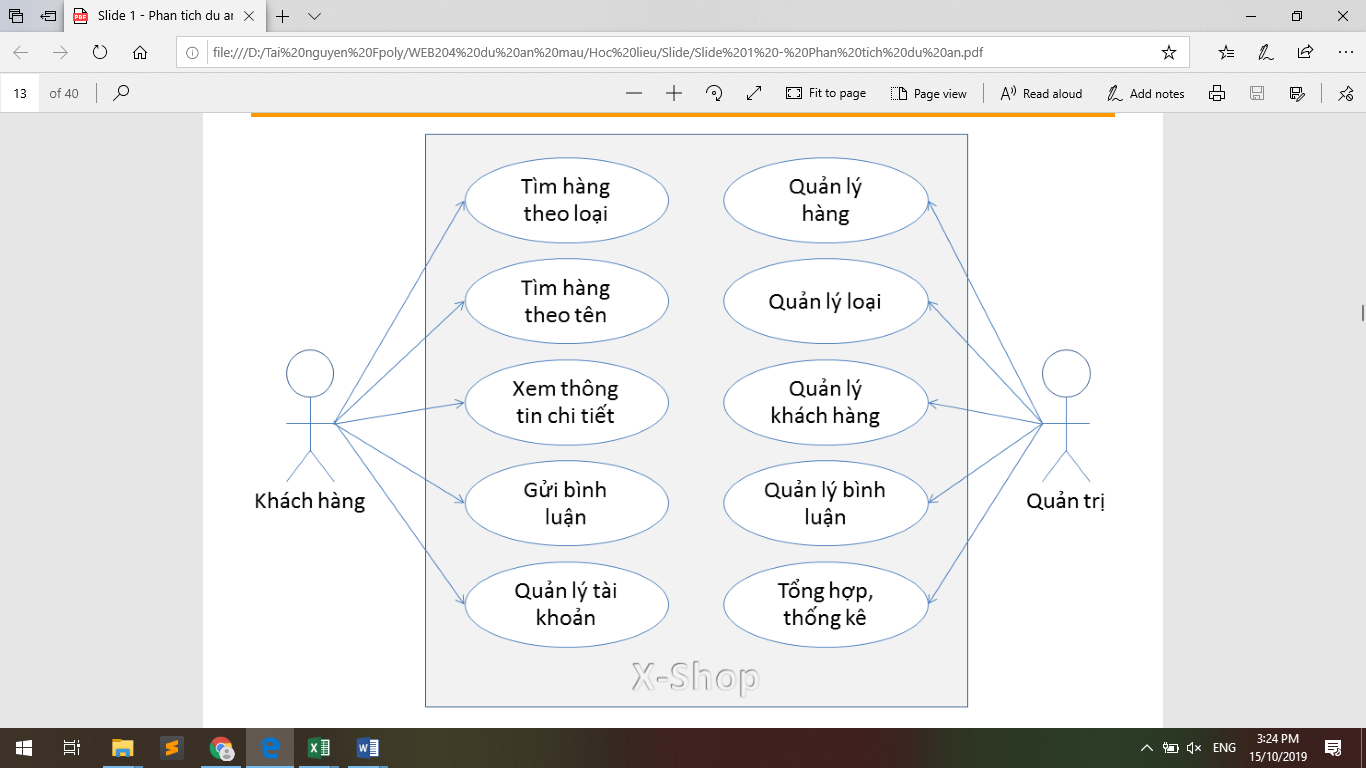 Slide 1 - Phan tich du ar
file:///D:/Tai%20nguyen%20Fpoly/WEB204%20du%20an%20mau/Hoc%20lieu/Slide/Slide%201%20-%20Phan%20tich%20du%20an.pdf
13 of 40
Fit to page
Page view
Read aloud
Add notes
Tìm hàng
theo loại
Quản lý
hàng
Tìm hàng
theo tên
Quản lý loại
Xem thông
tin chi tiết
Quản lý
khách hàng
Gửi bình
luận
Quản lý bình
luận
Quản lý tài
khoản
Tổng hợp,
thống kê
Khách hàng
Quản trị
X-Shop
ENG
3:24 PM
15/10/2019